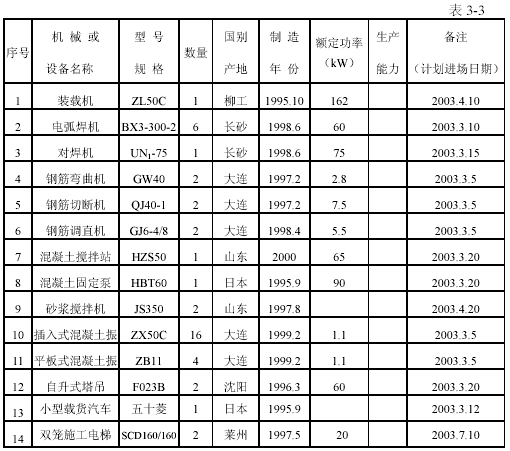 表 3-3
序号 机 械 或 设备名称 型 号 规 格 数量 国别 产地 制 造 年 份 额定功率 (kW) 生产 能力 备注 (计划进场日期)
1 装载机 ZL50C 1 柳工 1995.10 162 2003.4.10
2 电弧焊机 BX3-300-2 6 长砂 1998.6 60 2003.3.10
3 对焊机 UN1-75 1 长砂 1998.6 75 2003.3.15
4 钢筋弯曲机 GW40 2 大连 1997.2 2.8 2003.3.5
5 钢筋切断机 QJ40-1 2 大连 1997.2 7.5 2003.3.5
6 钢筋调直机 GJ6-4/8 2 大连 1998.4 5.5 2003.3.5
7 混凝土搅拌站 HZS50 1 山东 2000 65 2003.3.20
8 混凝土固定泵 HBT60 1 日本 1995.9 90 2003.3.20
9 砂浆搅拌机 JS350 2 山东 1997.8 2003.4.20
10 插入式混凝土振 ZX50C 16 大连 1999.2 1.1 2003.3.5
11 平板式混凝土振 ZB11 4 大连 1999.2 1.1 2003.3.5
12 自升式塔吊 F023B 2 沈阳 1996.3 60 2003.3.20
13 小型载货汽车 五十菱 1 日本 1995.9 2003.3.12
14 双笼施工电梯 SCD160/160 2 莱州 1997.5 20 2003.7.10